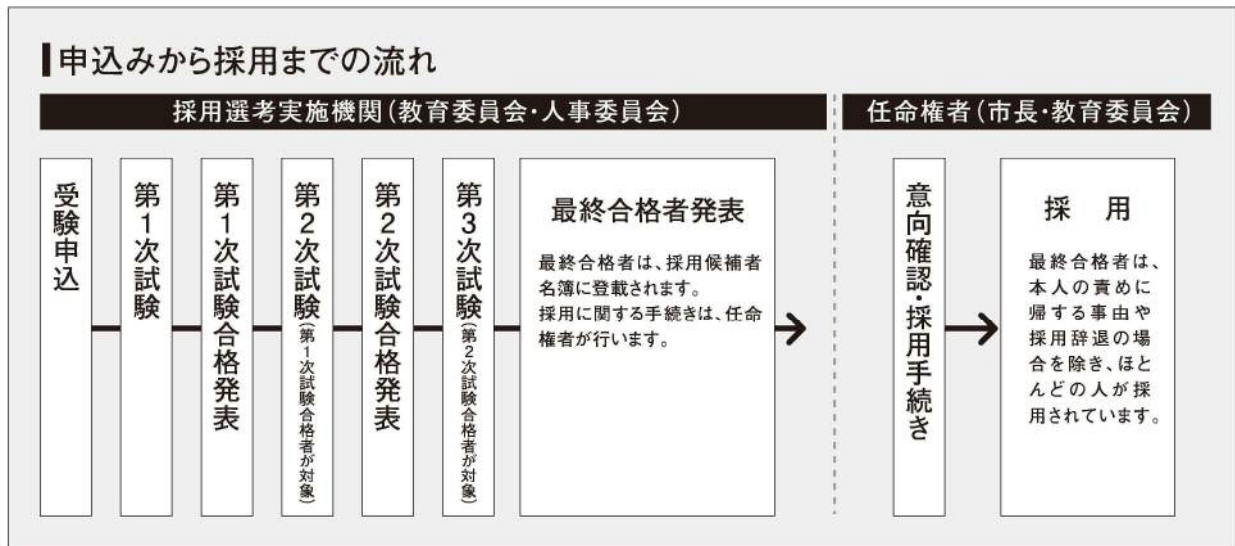 申込みから採用までの流れ
採用選考実施機関(教育委員会・人事委員会)
任命権者(市長・教育委員会)
受験申込
第1次試験
第1次試験合格発表
第2次試験(第1次試験合格者が対象)
第2次試験合格発表
第3次試験(第2次試験合格者が対象)
最終合格者発表
最終合格者は、採用候補者
名簿に登載されます。
採用に関する手続きは、任命
権者が行います。
意向確認・採用手続き
採 用
最終合格者は、
本人の責めに
帰する事由や
採用辞退の場
合を除き、ほと
んどの人が採
用されています。